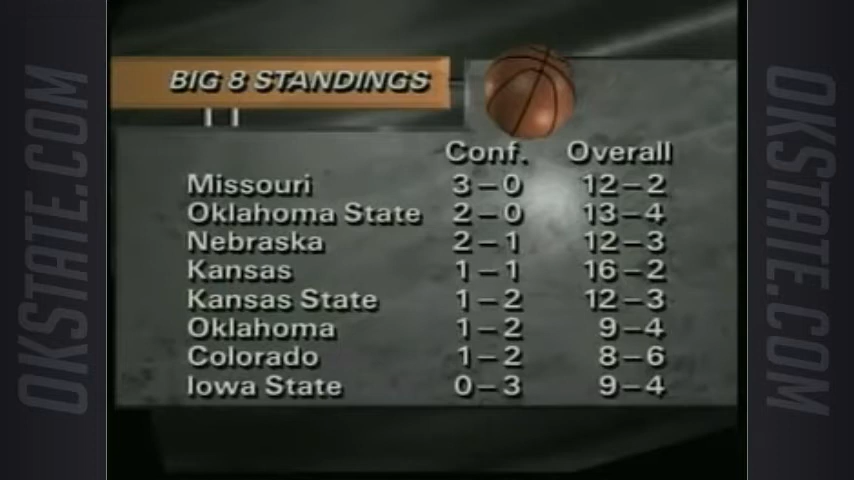 BIG 8 STANDINGS
Conf. Overall
Missouri 3-0 12-2
Oklahoma State 2-0 13-4
Nebraska 2-1 12-3
Kansas 1-1 16-2
Kansas State 1-2 12-3
Oklahoma 1-2 9-4
Colorado 1-2 8-6
Iowa State 0-3 9-4
OKSTATE.COM
OKSTATE.COM